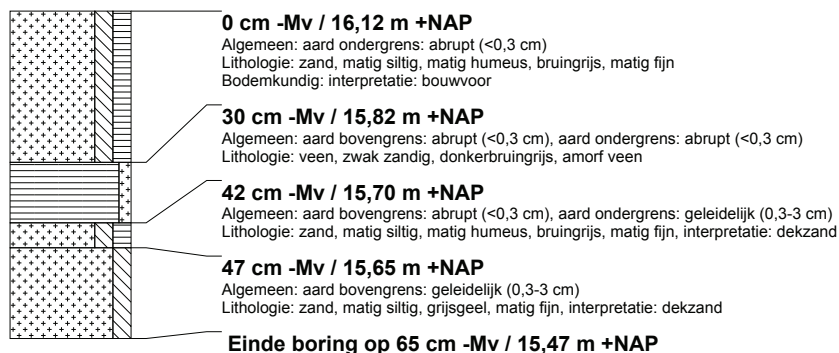 0 cm -Mv / 16,12 m +NAP
Algemeen: aard ondergrens: abrupt (<0,3 cm)
Lithologie: zand, matig siltig, matig humeus, bruingrijs, matig fijn
Bodemkundig: interpretatie: bouwvoor
30 cm -Mv / 15,82 m +NAP
Algemeen: aard bovengrens: abrupt (<0,3 cm), aard ondergrens: abrupt (<0,3 cm)
Lithologie: veen, zwak zandig, donkerbruingrijs, amorf veen
42 cm -Mv / 15,70 m +NAP
Algemeen: aard bovengrens: abrupt (<0,3 cm), aard ondergrens: geleidelijk (0,3-3 cm)
Lithologie: zand, matig siltig, matig humeus, bruingrijs, matig fijn, interpretatie: dekzand
47 cm -Mv / 15,65 m +NAP
Algemeen: aard bovengrens: geleidelijk (0,3-3 cm)
Lithologie: zand, matig siltig, grijsgeel, matig fijn, interpretatie: dekzand
Einde boring op 65 cm -Mv / 15,47 m +NAP